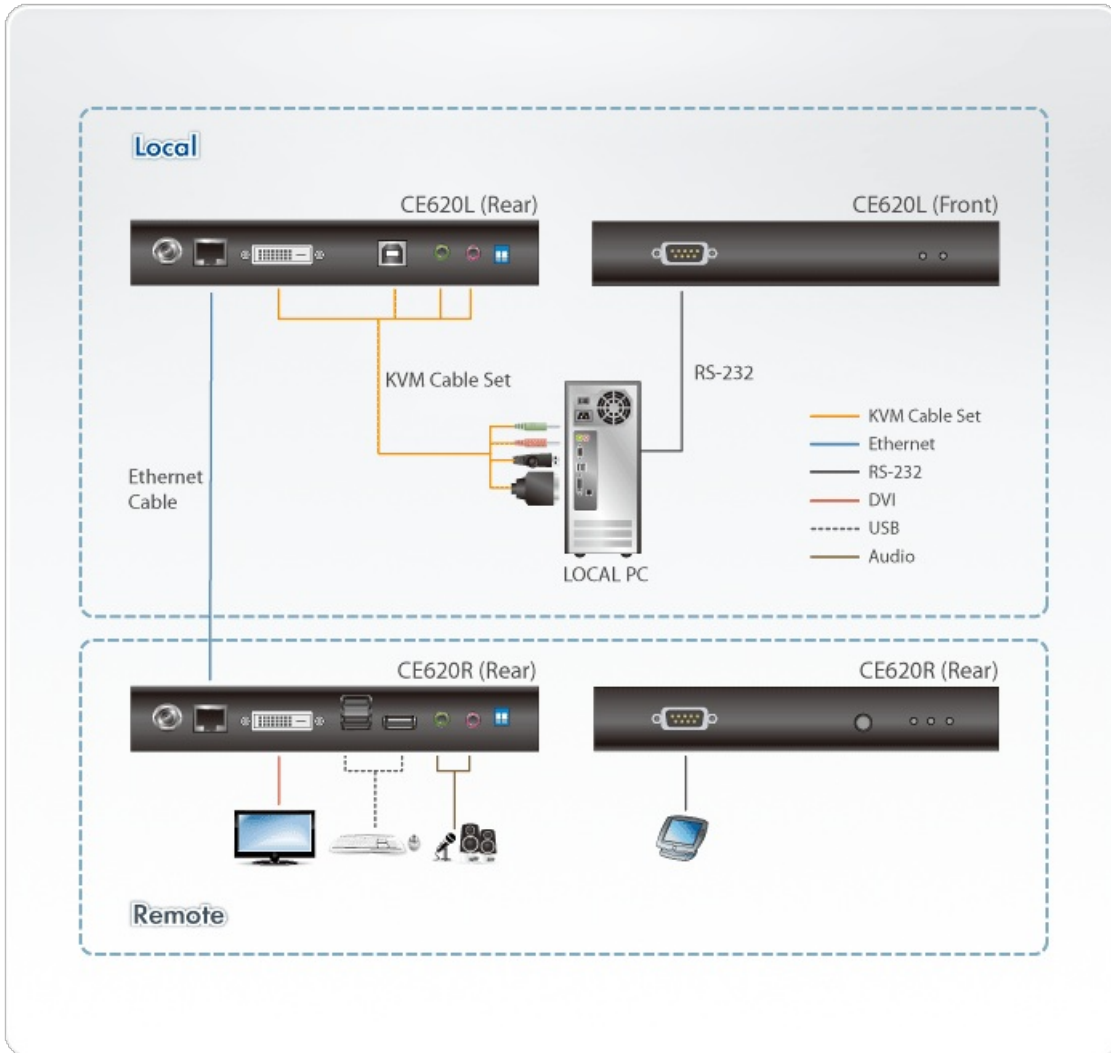 Local
CE620L (Rear)
CE620L (Front)
KVM Cable Set
RS-232
Ethernet
Cable
LOCAL PC
KVM Cable Set
Ethernet
RS-232
DVI
USB
Audio
CE620R (Rear)
CE620R (Rear)
Remote